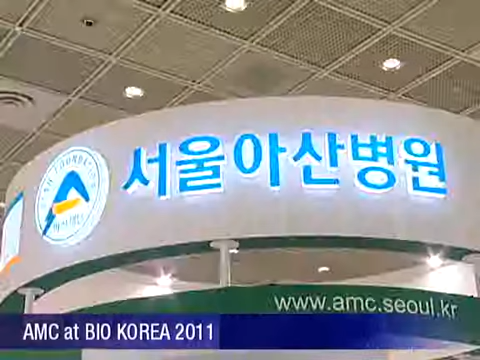 서울아산병원
www.amc.seoul.kr
AMC at BIO KOREA 2011